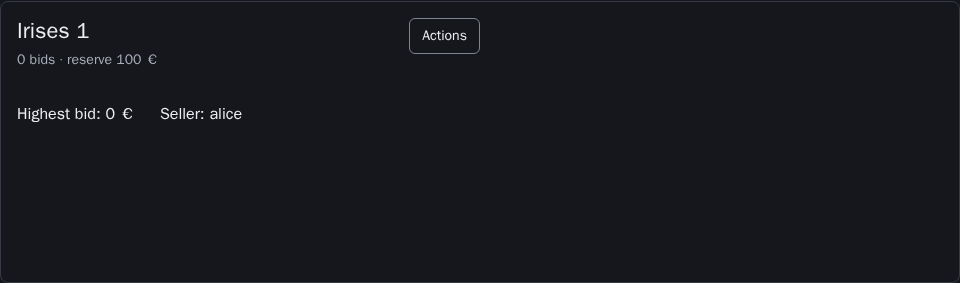 Irises 1
Actions
0 bids · reserve 100 €
Highest bid: 0 €
Seller: alice